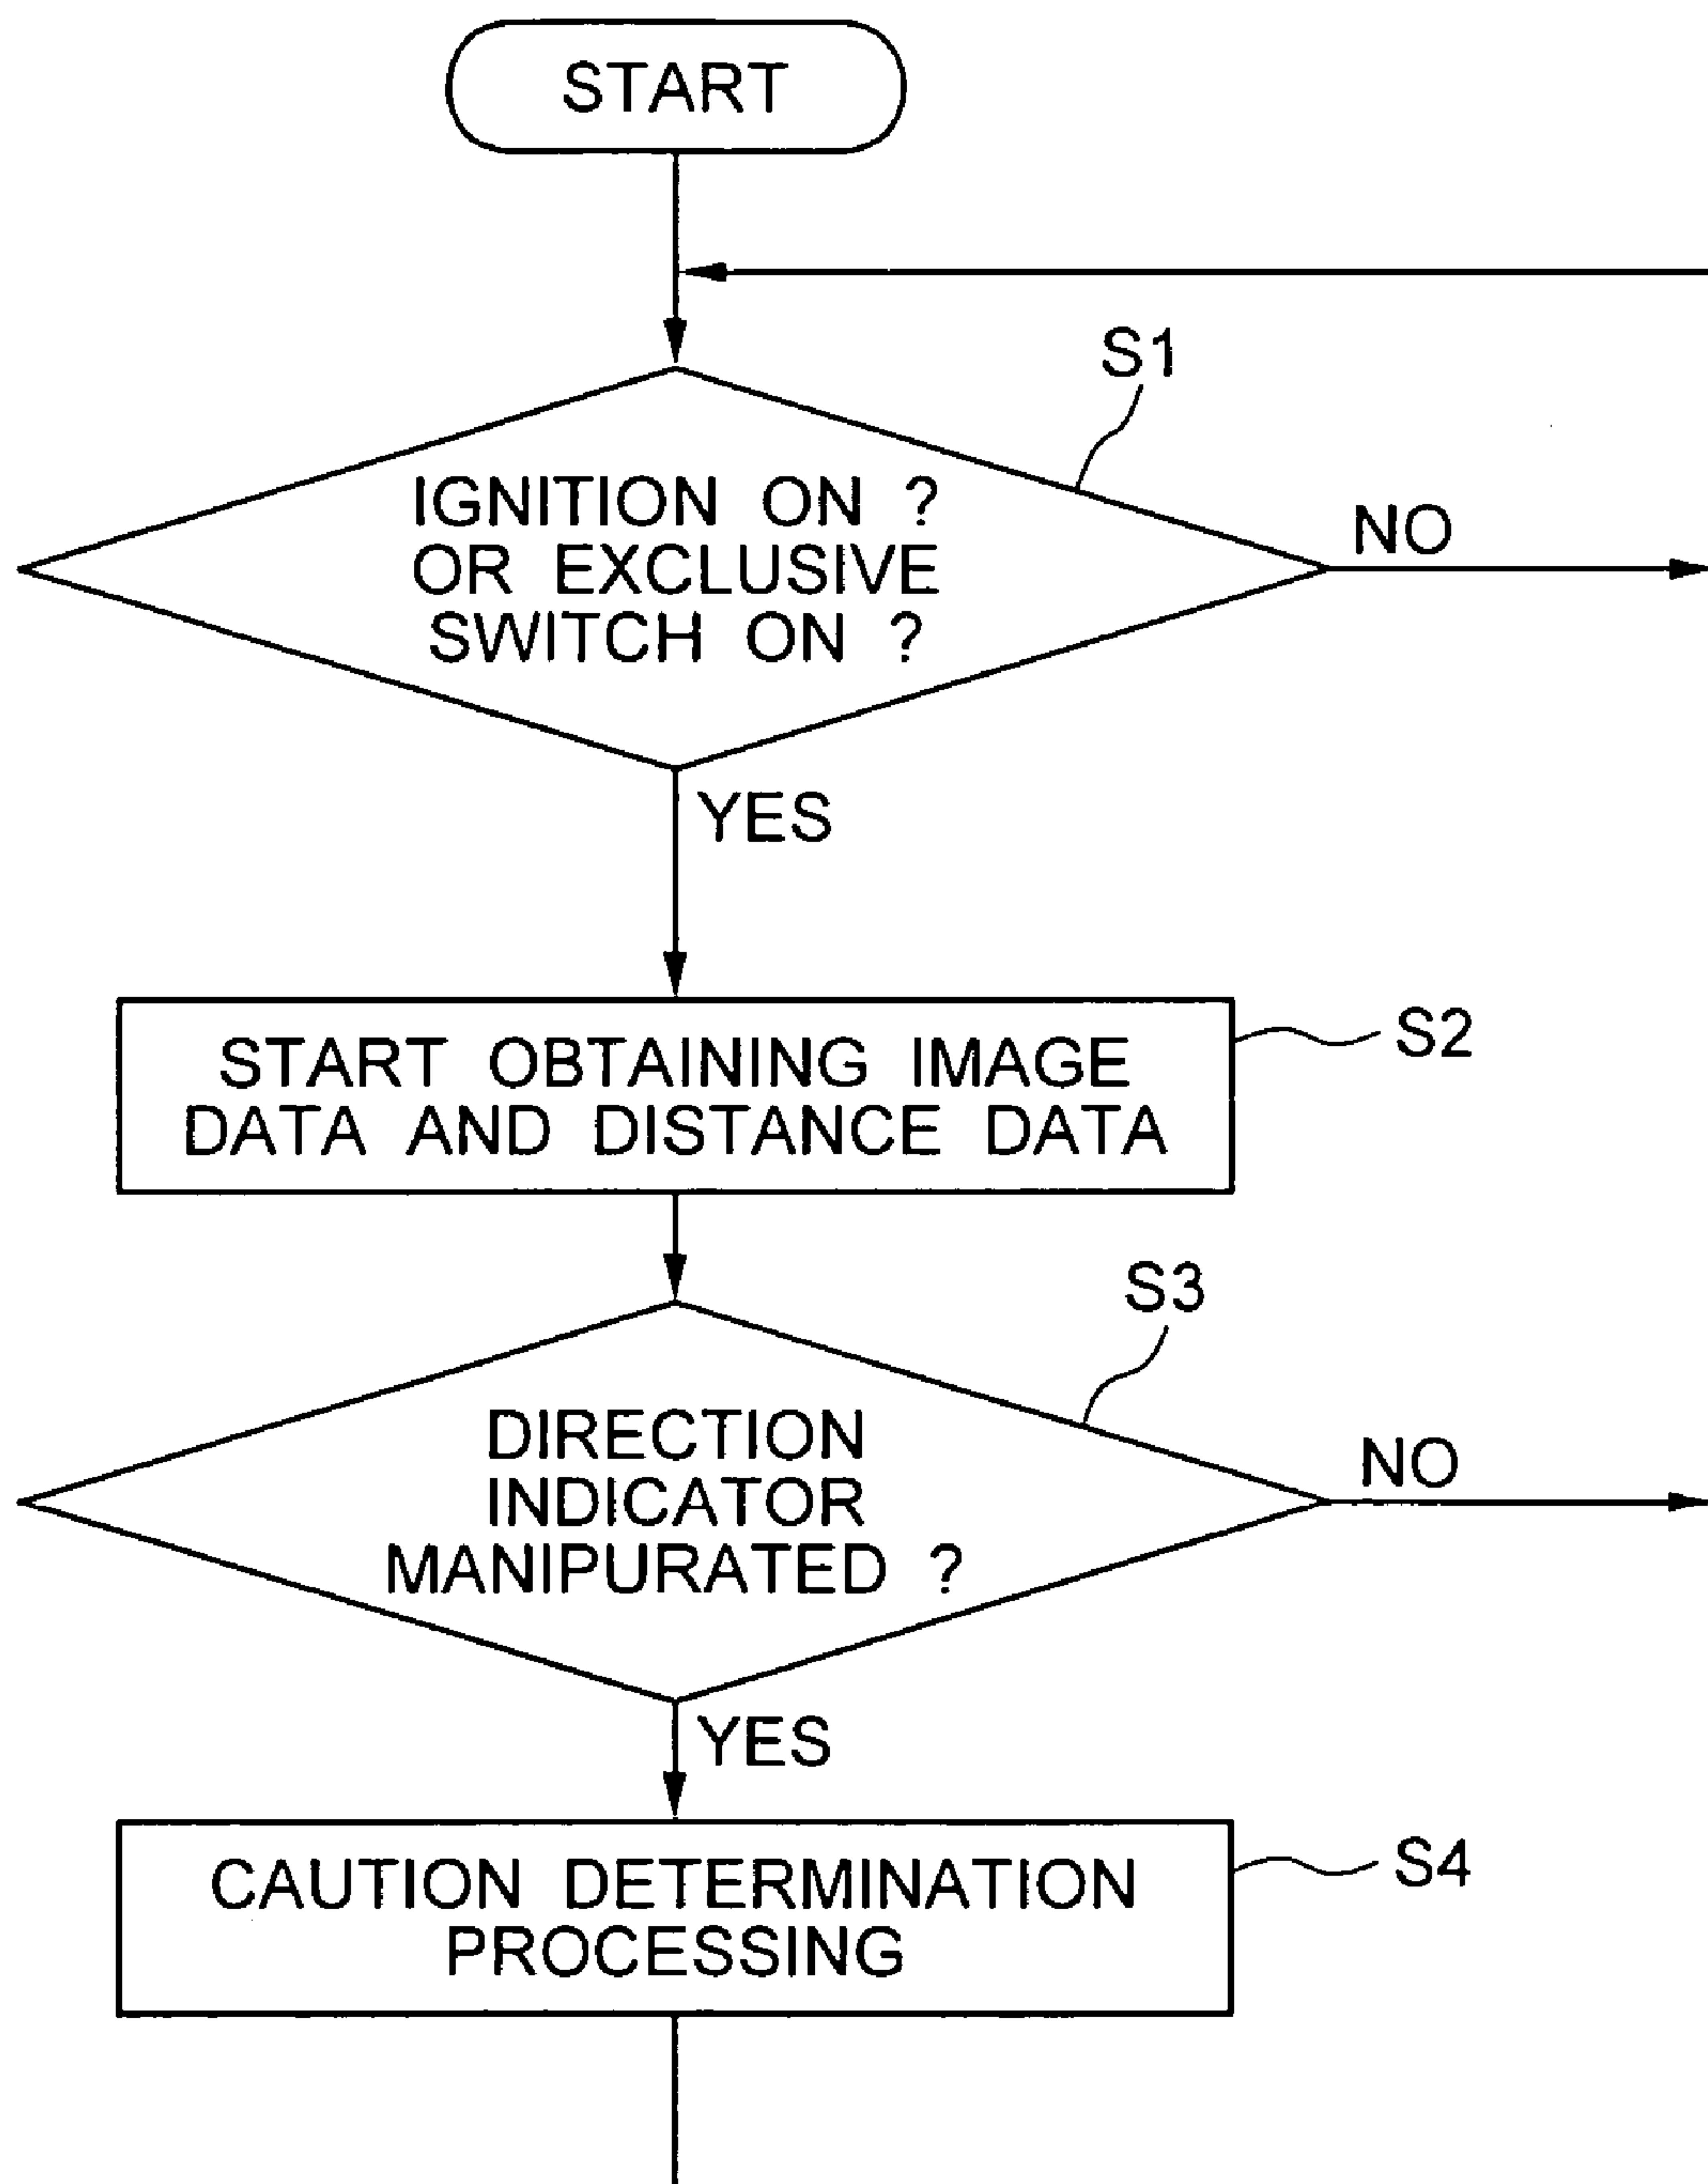 START
S1
IGNITION ON ?
OR EXCLUSIVE
SWITCH ON ?
NO
YES
START OBTAINING IMAGE
DATA AND DISTANCE DATA
S2
S3
DIRECTION
INDICATOR
MANIPURATED ?
NO
YES
CAUTION DETERMINATION
PROCESSING
S4